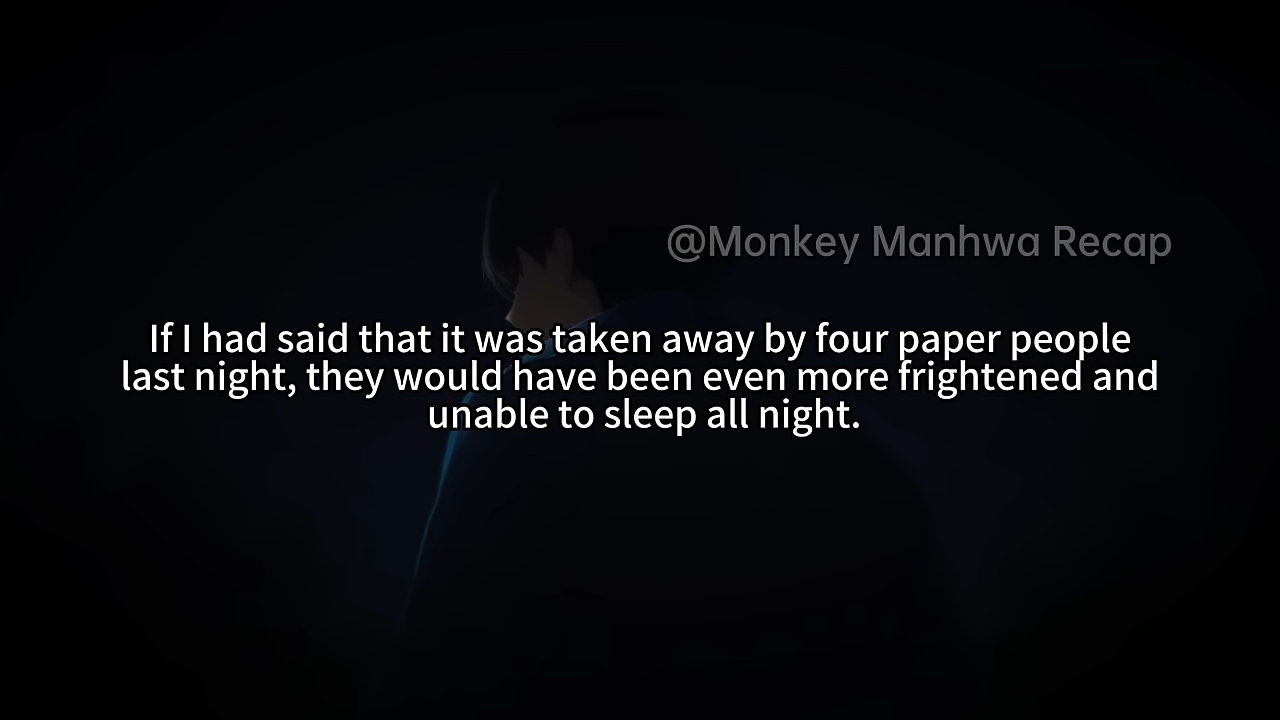 @Monkey Manhwa Recap
If I had said that it was taken away by four paper people
last night, they would have been even more frightened and
unable to sleep all night.